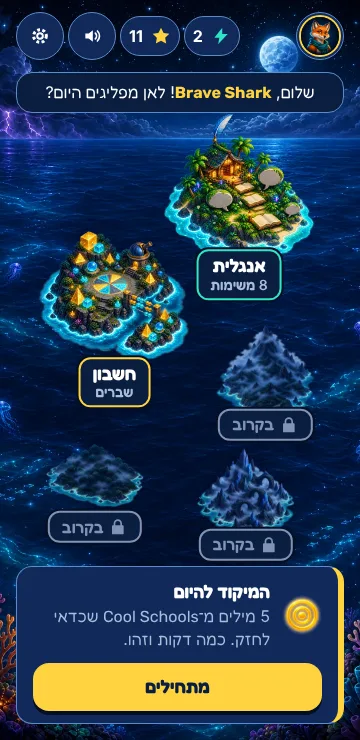 11
2
שלום, Brave Shark! לאן מפליגים היום?
אנגלית
8 משימות
חשבון
שברים
בקרוב
בקרוב
בקרוב
המיקוד להיום
5 מילים מ־Cool Schools שכדאי
לחזק. כמה דקות וזהו.
מתחילים